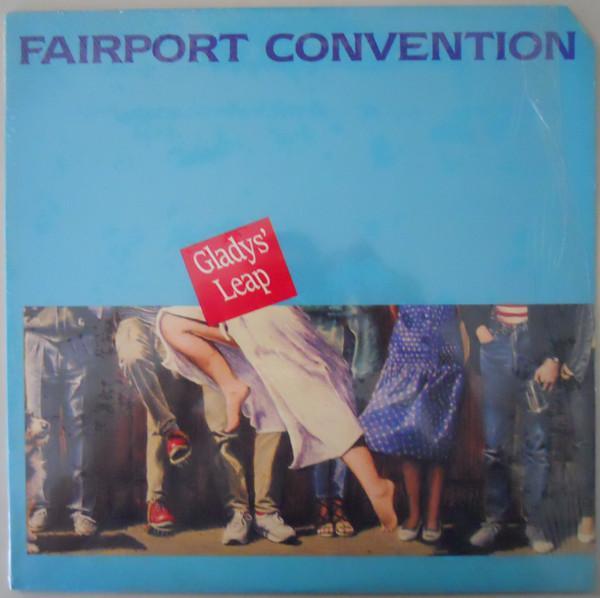 FAIRPORT CONVENTION
Gladys'
Leap